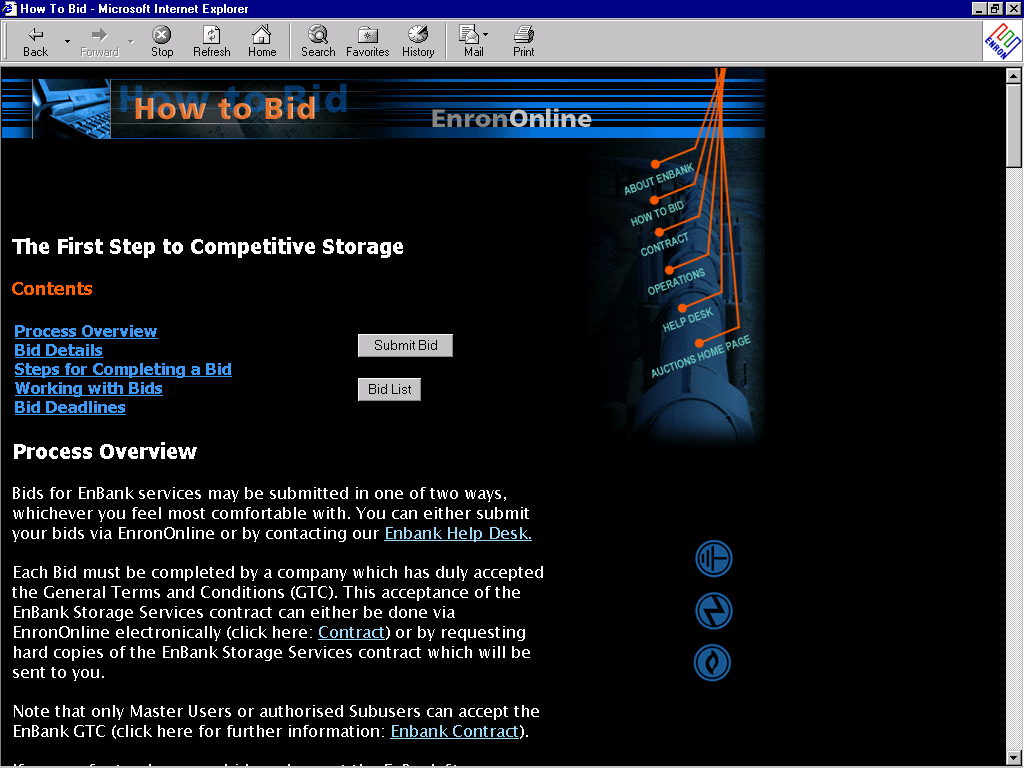 How To Bid - Microsoft Internet Explorer
Back Forward Stop Refresh Home Search Favorites History Mail Print
ENRON
How to Bid
How to Bid
EnronOnline
ABOUT ENBANK
HOW TO BID
CONTRACT
OPERATIONS
HELP DESK
AUCTIONS HOME PAGE
The First Step to Competitive Storage
Contents
Process Overview
Bid Details
Steps for Completing a Bid
Working with Bids
Bid Deadlines
Submit Bid
Bid List
Process Overview
Bids for EnBank services may be submitted in one of two ways,
whichever you feel most comfortable with. You can either submit
your bids via EnronOnline or by contacting our Enbank Help Desk.
Each Bid must be completed by a company which has duly accepted
the General Terms and Conditions (GTC). This acceptance of the
EnBank Storage Services contract can either be done via
EnronOnline electronically (click here: Contract) or by requesting
hard copies of the EnBank Storage Services contract which will be
sent to you.
Note that only Master Users or authorised Subusers can accept the
EnBank GTC (click here for further information: Enbank Contract).